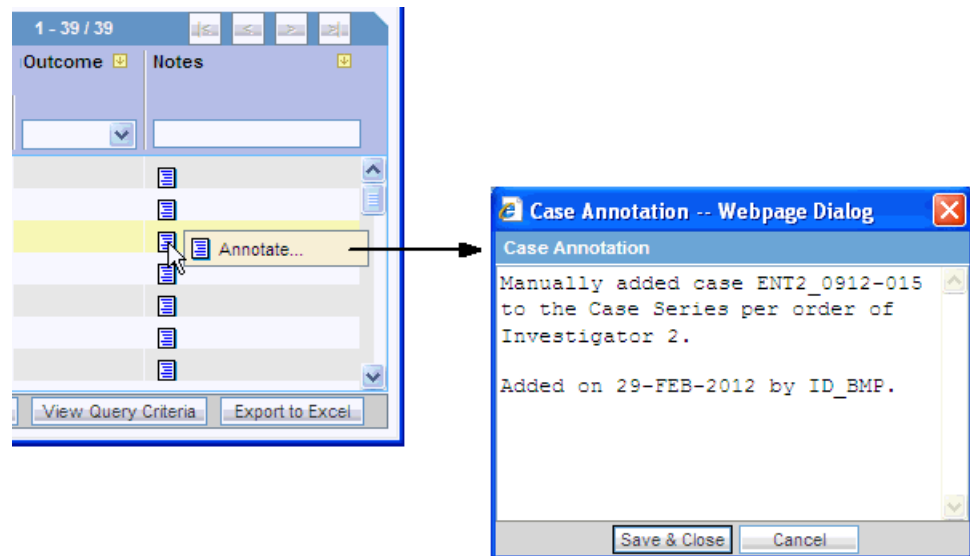 1 - 39 / 39
|< < > >|
Outcome Notes
Annotate...
View Query Criteria Export to Excel
Case Annotation -- Webpage Dialog
Case Annotation
Manually added case ENT2_0912-015
to the Case Series per order of
Investigator 2.
Added on 29-FEB-2012 by ID_BMP.
Save & Close Cancel